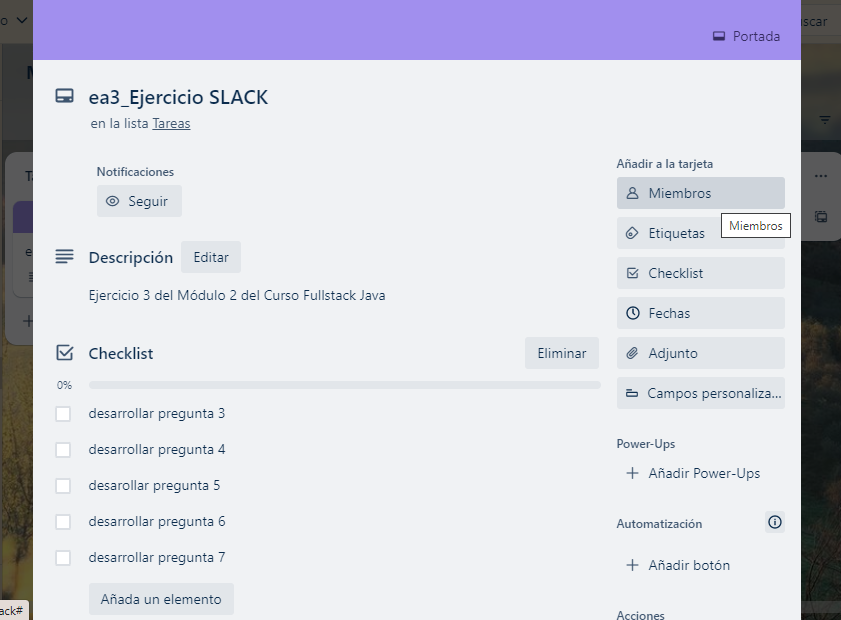 Portada
ea3_Ejercicio SLACK
en la lista Tareas
Notificaciones
Seguir
Descripción
Editar
Ejercicio 3 del Módulo 2 del Curso Fullstack Java
Checklist
Eliminar
0%
desarrollar pregunta 3
desarrollar pregunta 4
desarollar pregunta 5
desarrollar pregunta 6
desarrollar pregunta 7
Añada un elemento
Añadir a la tarjeta
Miembros
Miembros
Etiquetas
Checklist
Fechas
Adjunto
Campos personaliza...
Power-Ups
Añadir Power-Ups
Automatización
Añadir botón
Acciones
ack#